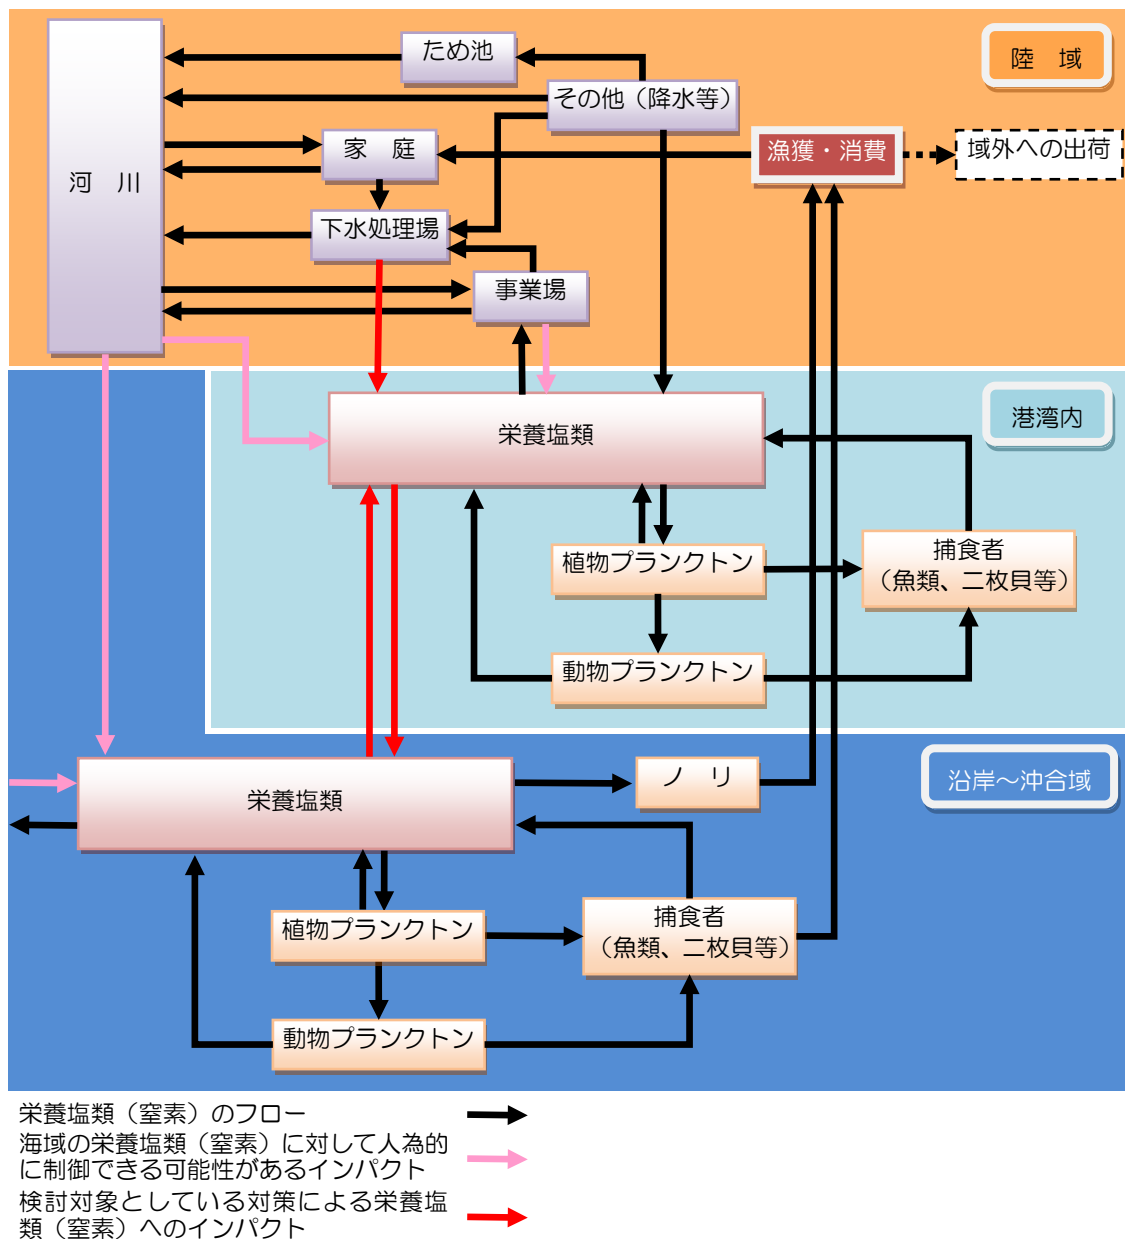 陸　域
ため池
その他（降水等）
漁獲・消費
域外への出荷
家　庭
河　川
下水処理場
事業場
港湾内
栄養塩類
植物プランクトン
捕食者
（魚類、二枚貝等）
動物プランクトン
沿岸～沖合域
ノ　リ
栄養塩類
植物プランクトン
捕食者
（魚類、二枚貝等）
動物プランクトン
栄養塩類（窒素）のフロー
海域の栄養塩類（窒素）に対して人為的
に制御できる可能性があるインパクト
検討対象としている対策による栄養塩
類（窒素）へのインパクト